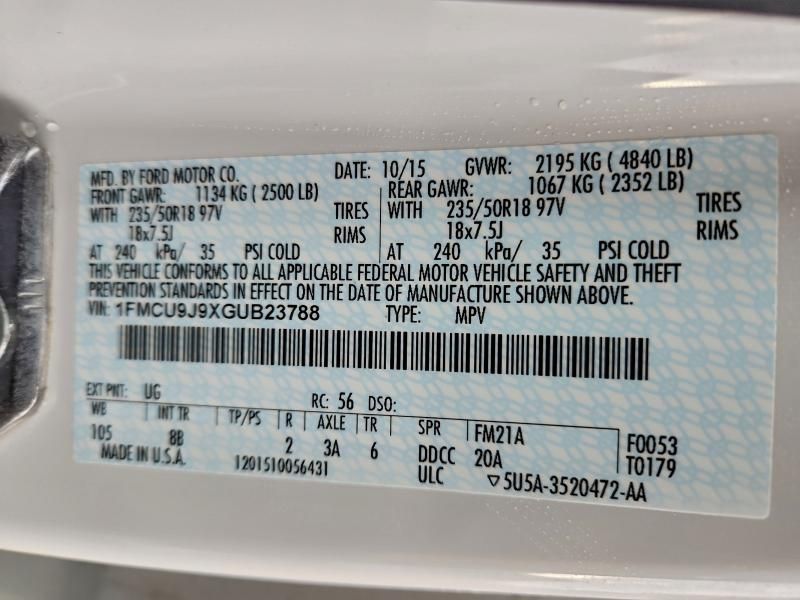 MFD. BY FORD MOTOR CO. DATE: 10/15 GVWR: 2195 KG ( 4840 LB)
FRONT GAWR: 1134 KG ( 2500 LB) REAR GAWR: 1067 KG ( 2352 LB)
WITH 235/50R18 97V TIRES WITH 235/50R18 97V TIRES
18x7.5J RIMS 18x7.5J RIMS
AT 240 kPa/ 35 PSI COLD AT 240 kPa/ 35 PSI COLD
THIS VEHICLE CONFORMS TO ALL APPLICABLE FEDERAL MOTOR VEHICLE SAFETY AND THEFT
PREVENTION STANDARDS IN EFFECT ON THE DATE OF MANUFACTURE SHOWN ABOVE.
VIN: 1FMCU9J9XGUB23788 TYPE: MPV
EXT PNT: UG RC: 56 DSO:
WB INT TR TP/PS R AXLE TR SPR FM21A F0053
105 8B 2 3A 6 DDCC 20A T0179
MADE IN U.S.A. 1201510056431 ULC ▽5U5A-3520472-AA